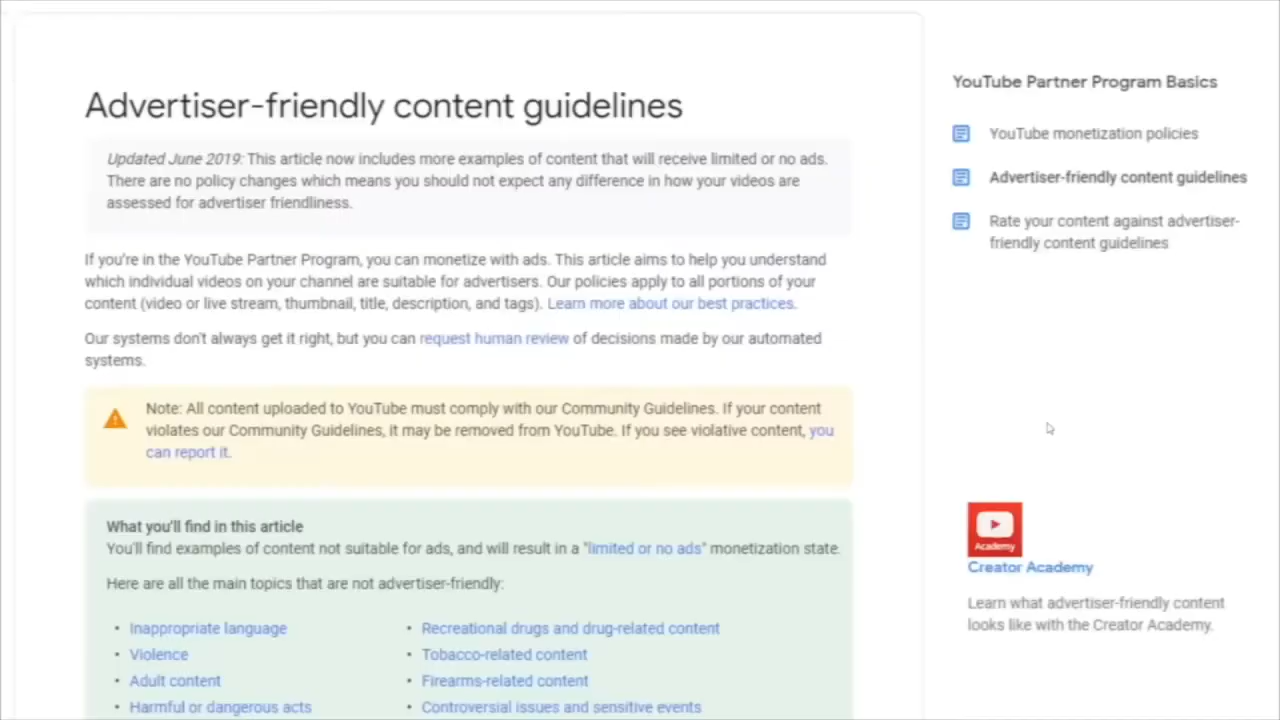 Advertiser-friendly content guidelines
Updated June 2019: This article now includes more examples of content that will receive limited or no ads.
There are no policy changes which means you should not expect any difference in how your videos are
assessed for advertiser friendliness.
If you're in the YouTube Partner Program, you can monetize with ads. This article aims to help you understand
which individual videos on your channel are suitable for advertisers. Our policies apply to all portions of your
content (video or live stream, thumbnail, title, description, and tags). Learn more about our best practices.
Our systems don't always get it right, but you can request human review of decisions made by our automated
systems.
Note: All content uploaded to YouTube must comply with our Community Guidelines. If your content
violates our Community Guidelines, it may be removed from YouTube. If you see violative content, you
can report it.
What you'll find in this article
You'll find examples of content not suitable for ads, and will result in a "limited or no ads" monetization state.
Here are all the main topics that are not advertiser-friendly:
• Inappropriate language
• Violence
• Adult content
• Harmful or dangerous acts
• Recreational drugs and drug-related content
• Tobacco-related content
• Firearms-related content
• Controversial issues and sensitive events
YouTube Partner Program Basics
YouTube monetization policies
Advertiser-friendly content guidelines
Rate your content against advertiser-
friendly content guidelines
Academy
Creator Academy
Learn what advertiser-friendly content
looks like with the Creator Academy.